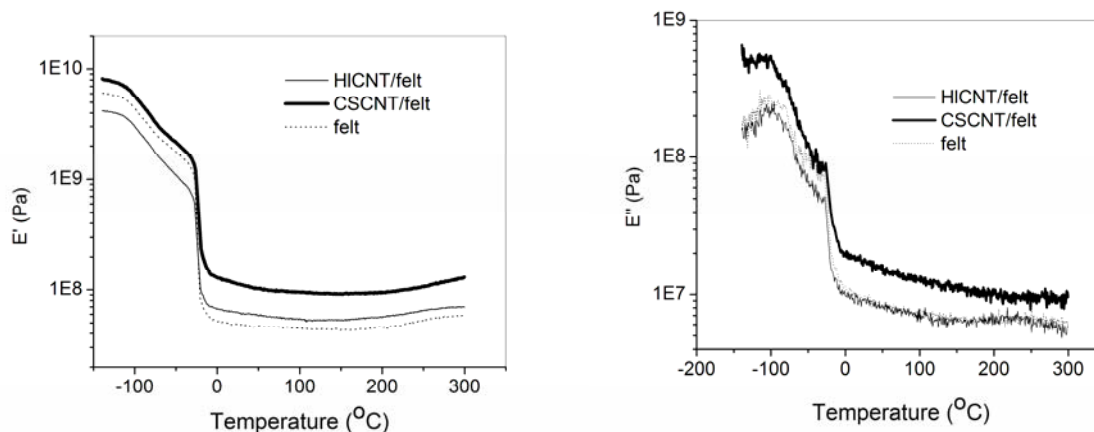 1E10
1E9
1E8
E' (Pa)
-100
0
100
200
300
Temperature (°C)
HICNT/felt
CSCNT/felt
felt
1E9
1E8
1E7
E" (Pa)
-200
-100
0
100
200
300
Temperature (°C)
HICNT/felt
CSCNT/felt
felt